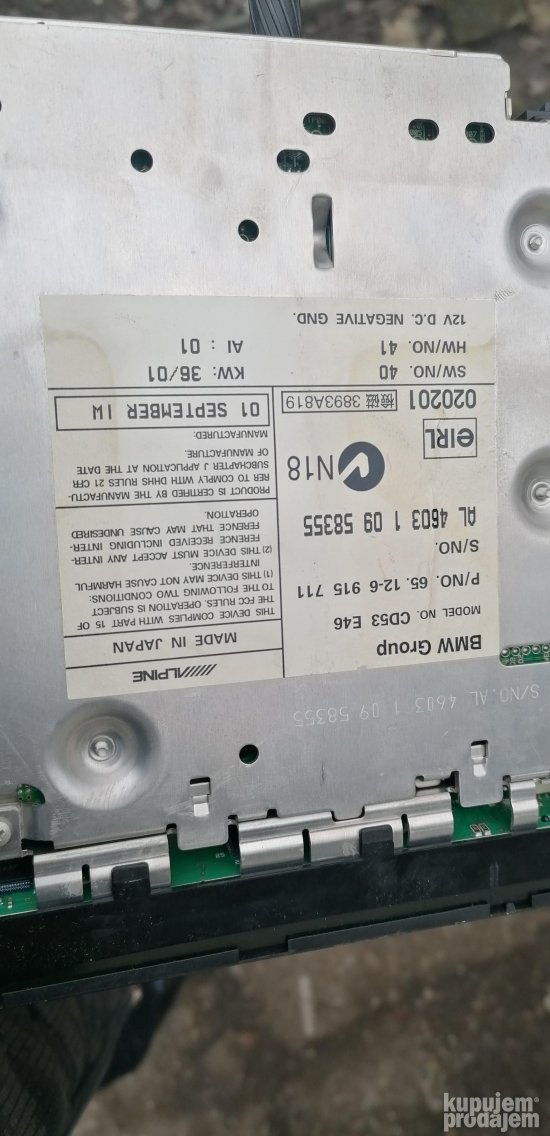 BMW Group
MODEL NO. CD53 E46
P/NO. 65.12-6 915 711
S/NO.
AL 4603 1 09 58355
N18
eIRL
020201 檢磁 3893A819
SW/NO. 40 KW: 36/01
HW/NO. 41 AI : 01
12V D.C. NEGATIVE GND.
ALPINE
MADE IN JAPAN
THIS DEVICE COMPLIES WITH PART 15 OF
THE FCC RULES. OPERATION IS SUBJECT
TO THE FOLLOWING TWO CONDITIONS:
(1) THIS DEVICE MAY NOT CAUSE HARMFUL
INTERFERENCE.
(2) THIS DEVICE MUST ACCEPT ANY INTER-
FERENCE RECEIVED INCLUDING INTER-
FERENCE THAT MAY CAUSE UNDESIRED
OPERATION.
PRODUCT IS CERTIFIED BY THE MANUFACTU-
RER TO COMPLY WITH DHHS RULES 21 CFR
SUBCHAPTER J APPLICATION AT THE DATE
OF MANUFACTURE.
MANUFACTURED:
01 SEPTEMBER 1W
S/NO. AL 4603 1 09 58355
kupujem
prodajem